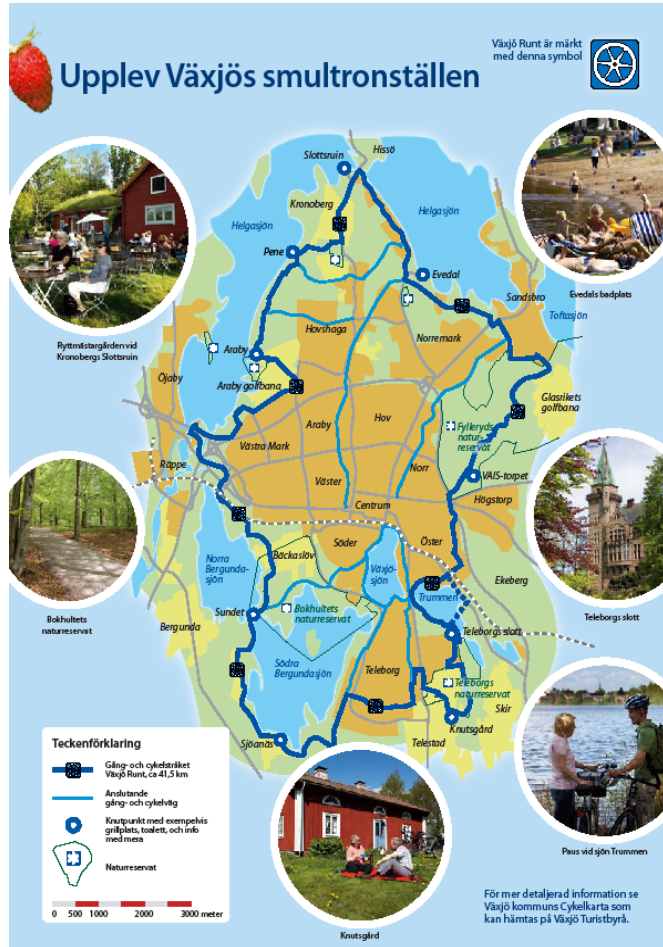 Växjö Runt är märkt
med denna symbol
Upplev Växjös smultronställen
Hissö
Slottsruin
Kronoberg
Helgasjön
Helgasjön
Pene
Evedal
Sandsbro
Toftasjön
Evedals badplats
Ryttmästargården vid
Kronobergs Slottsruin
Hovshaga
Norremark
Araby
Öjaby
Araby golfbana
Glasrikets
golfbana
Araby
Hov
Fylleryds
natur-
reservat
Västra Mark
Räppe
Norr
VAIS-torpet
Väster
Högstorp
Centrum
Söder
Öster
Bäckaslöv
Växjö-
sjön
Norra
Bergunda-
sjön
Ekeberg
Trummen
Bokhultets
naturreservat
Sundet
Bokhultets
naturreservat
Teleborgs slott
Bergunda
Teleborgs slott
Södra
Bergundasjön
Teleborg
Teleborgs
naturreservat
Skir
Knutsgård
Sjöanäs
Telestad
Teckenförklaring
Gång- och cykelstråket
Växjö Runt, ca 41,5 km
Anslutande
gång- och cykelväg
Knutpunkt med exempelvis
grillplats, toalett, och info
med mera
Naturreservat
0 500 1000 2000 3000 meter
Paus vid sjön Trummen
Knutsgård
För mer detaljerad information se
Växjö kommuns Cykelkarta som
kan hämtas på Växjö Turistbyrå.